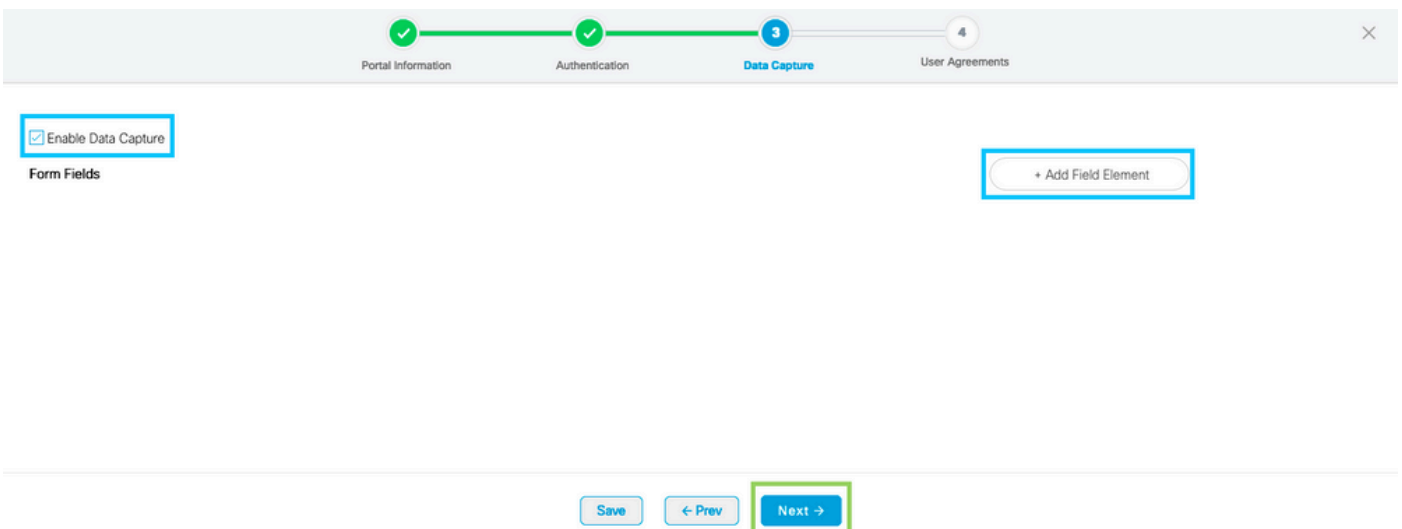 3
4
Portal Information
Authentication
Data Capture
User Agreements
Enable Data Capture
Form Fields
+ Add Field Element
Save
← Prev
Next →